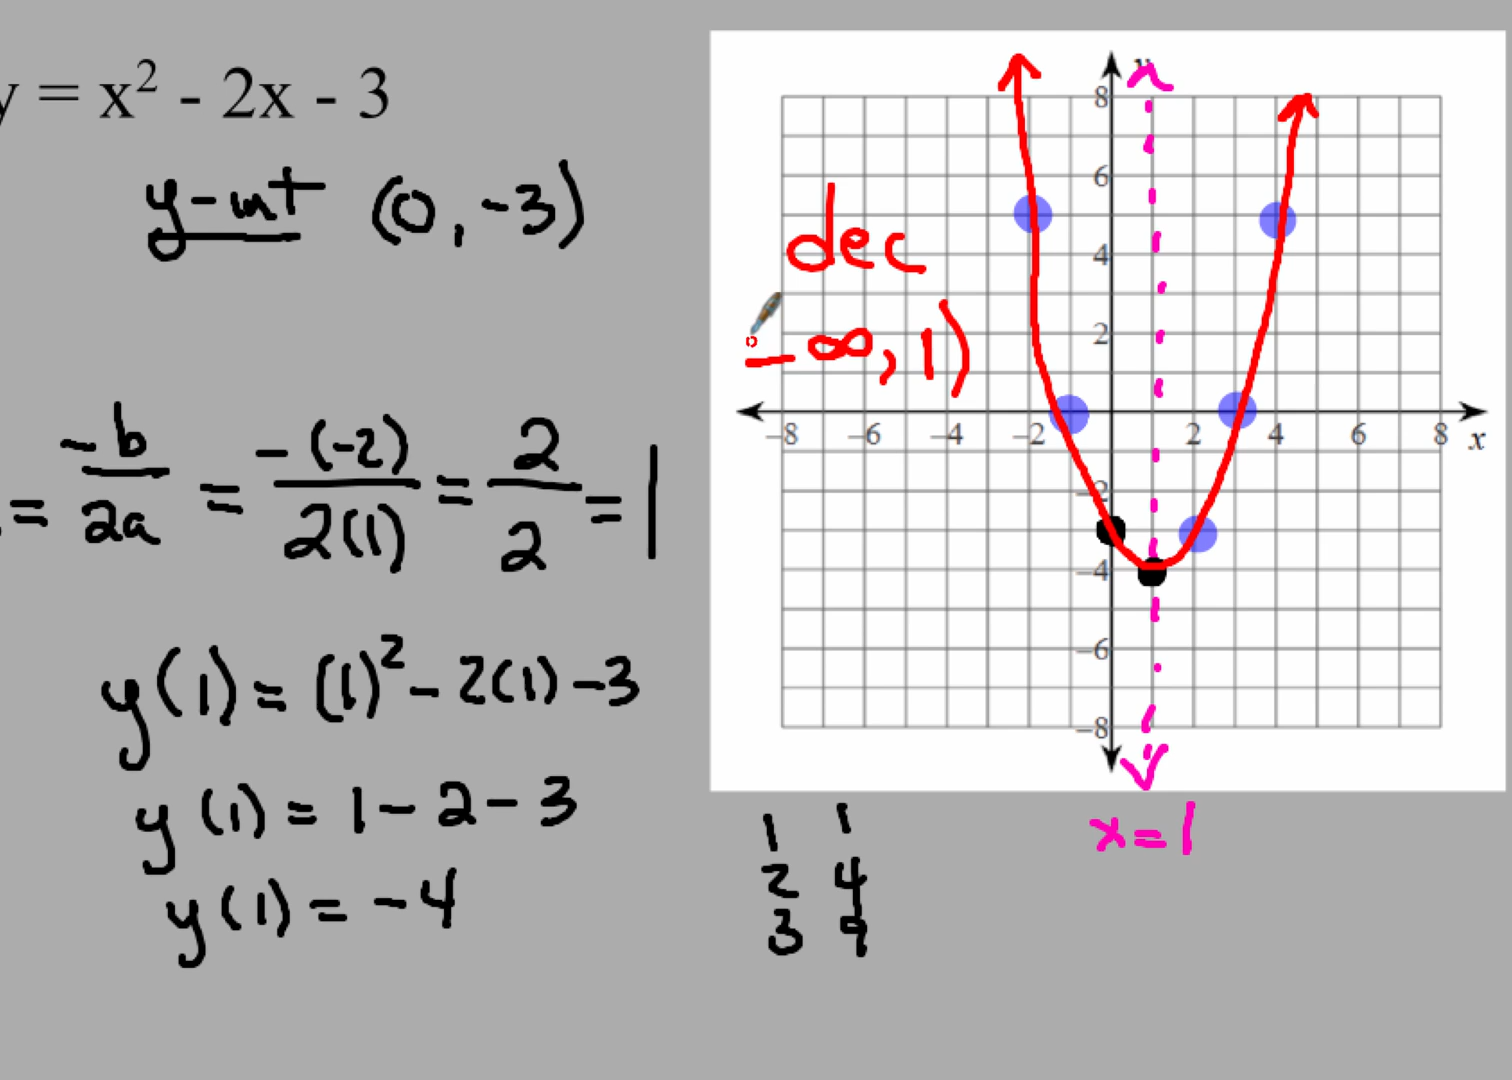 y = x² - 2x - 3
y-int (0, -3)
= -b/2a = -(-2)/2(1) = 2/2 = 1
y(1) = (1)² - 2(1) - 3
y(1) = 1 - 2 - 3
y(1) = -4
dec
-∞, 1)
y
8
6
4
2
-8 -6 -4 -2 2 4 6 8 x
-2
-4
-6
-8
x = 1
1 1
2 4
3 9